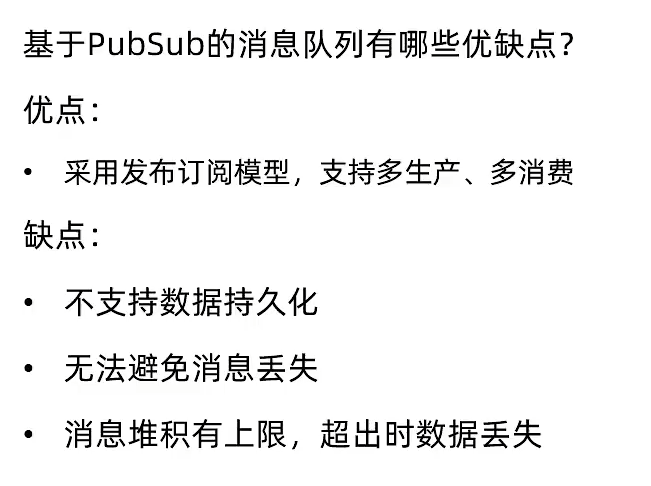 基于PubSub的消息队列有哪些优缺点？
优点：
• 采用发布订阅模型，支持多生产、多消费
缺点：
• 不支持数据持久化
• 无法避免消息丢失
• 消息堆积有上限，超出时数据丢失